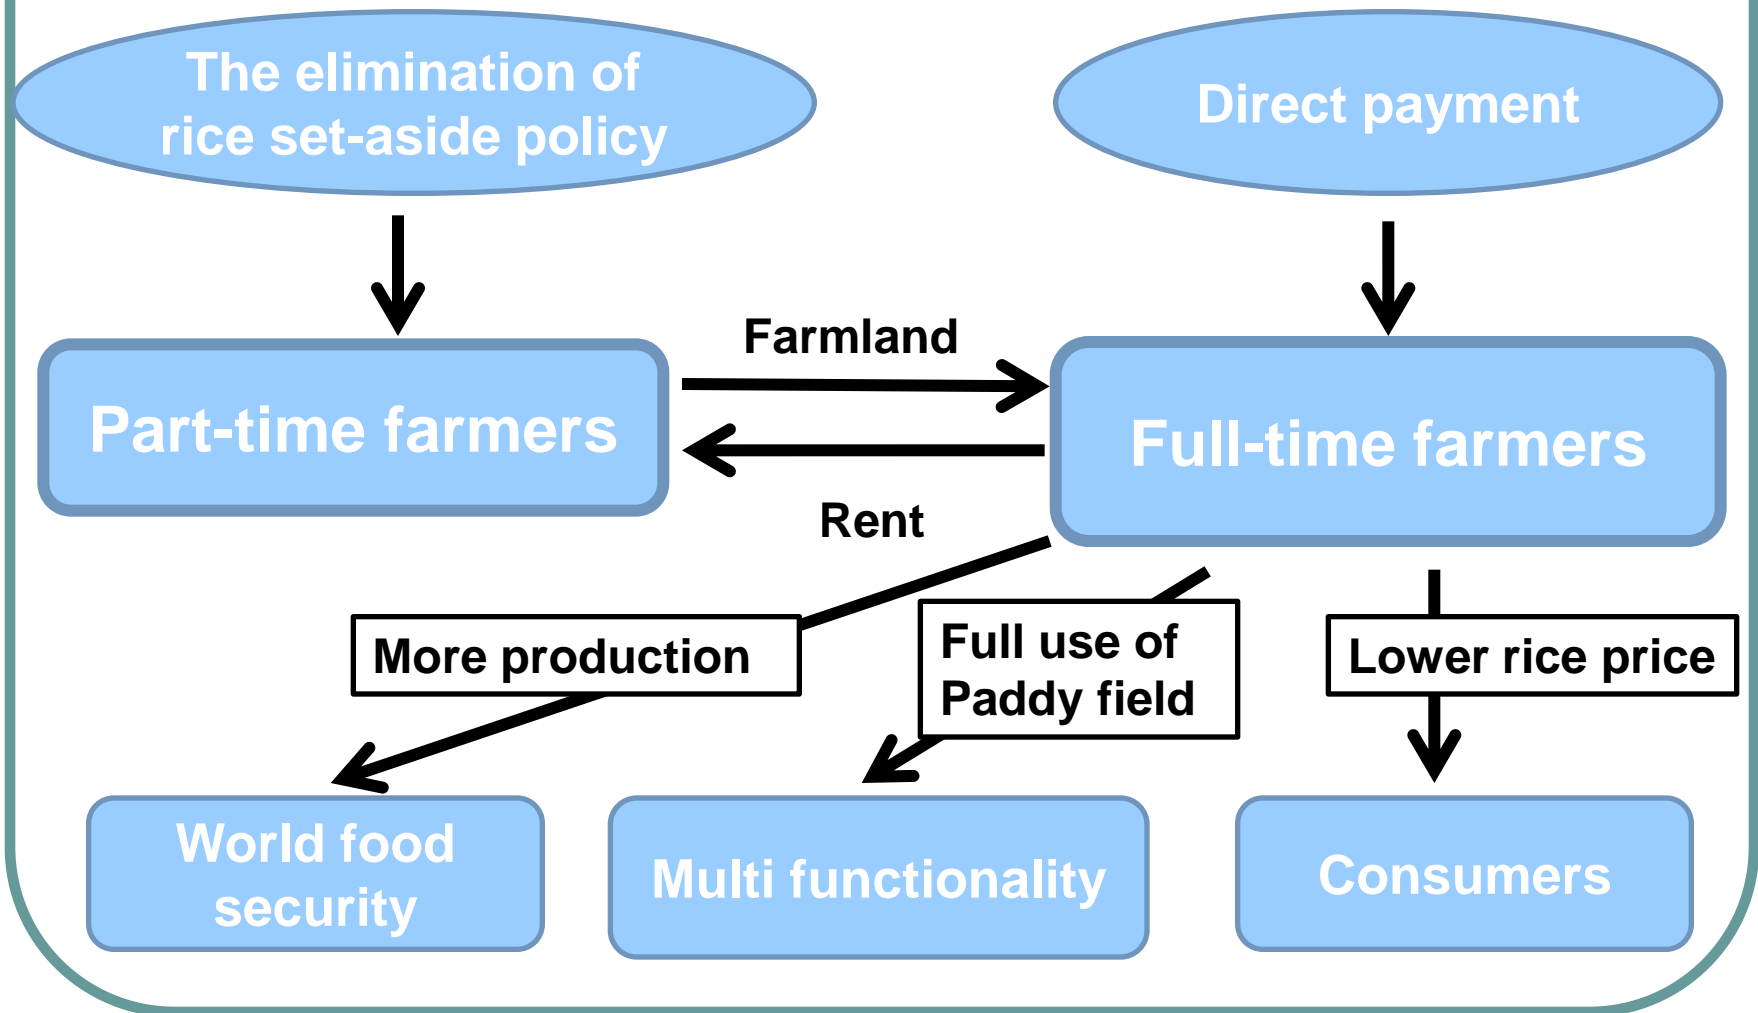 The elimination of
rice set-aside policy
Direct payment
Farmland
Part-time farmers
Full-time farmers
Rent
More production
Full use of
Paddy field
Lower rice price
World food
security
Multi functionality
Consumers